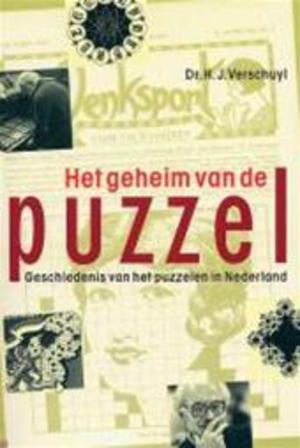 Dr. H. J. Verschuyl
Denksport
Het geheim van de
puzzel
Geschiedenis van het puzzelen in Nederland